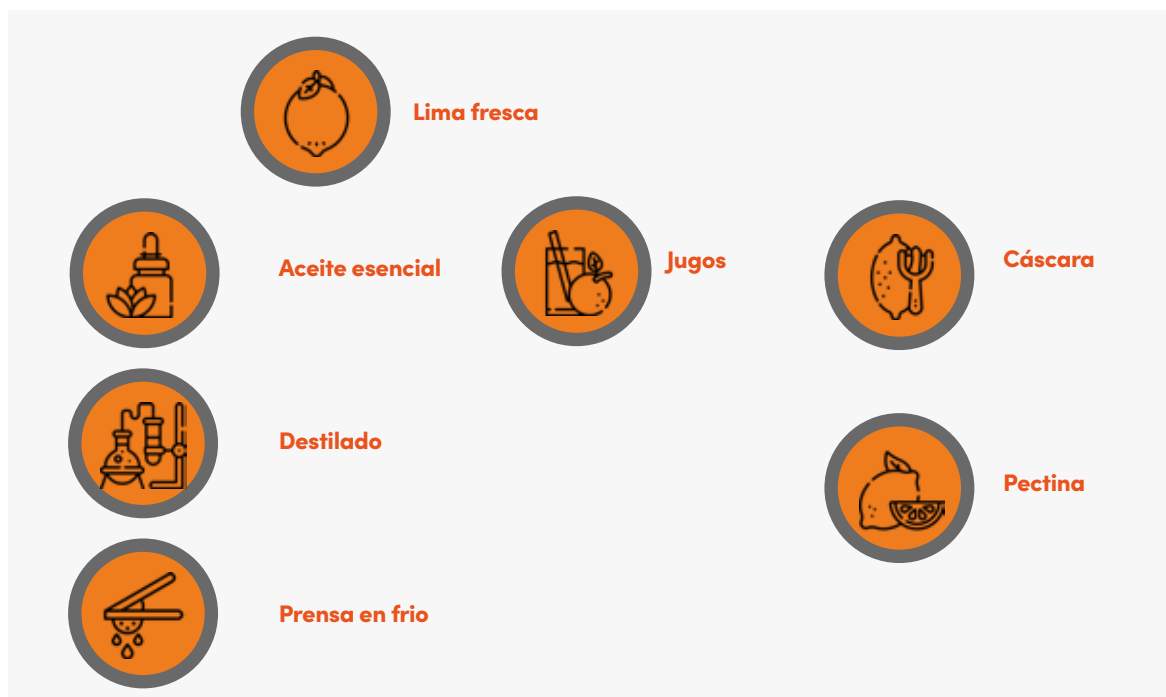 Lima fresca
Aceite esencial
Jugos
Cáscara
Destilado
Pectina
Prensa en frio